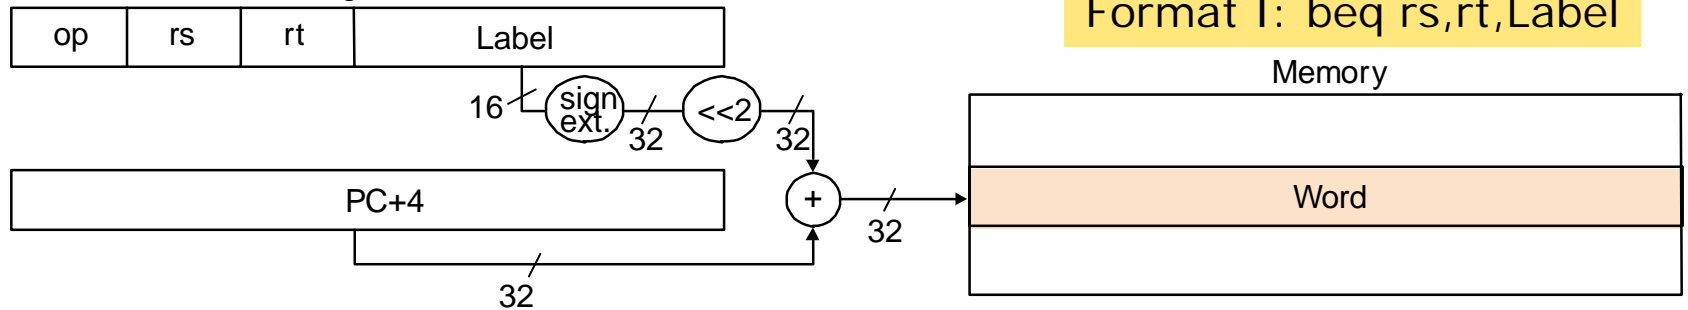 Format I: beq rs,rt,Label
op rs rt Label
Memory
16 sign ext. 32 <<2 32
PC+4
+
32
Word
32